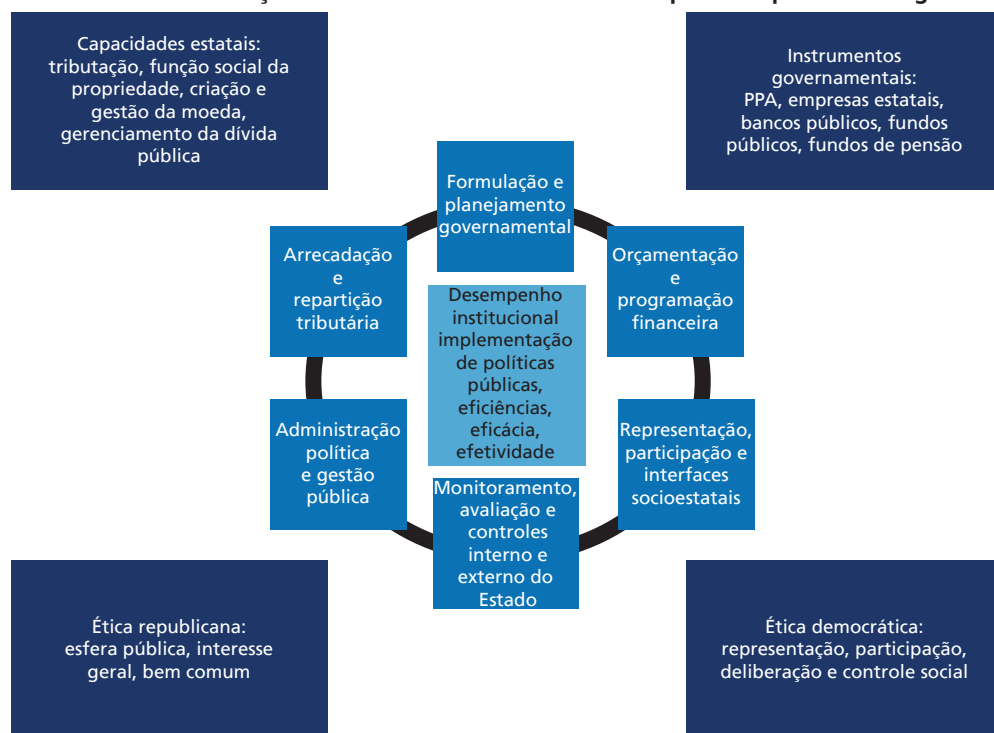 Capacidades estatais:
tributação, função social da
propriedade, criação e
gestão da moeda,
gerenciamento da dívida
pública
Instrumentos
governamentais:
PPA, empresas estatais,
bancos públicos, fundos
públicos, fundos de pensão
Formulação e
planejamento
governamental
Arrecadação
e
repartição
tributária
Orçamentação
e
programação
financeira
Desempenho
institucional
implementação
de políticas
públicas,
eficiências,
eficácia,
efetividade
Administração
política
e gestão
pública
Representação,
participação e
interfaces
socioestatais
Monitoramento,
avaliação e
controles
interno e
externo do
Estado
Ética republicana:
esfera pública, interesse
geral, bem comum
Ética democrática:
representação, participação,
deliberação e controle social